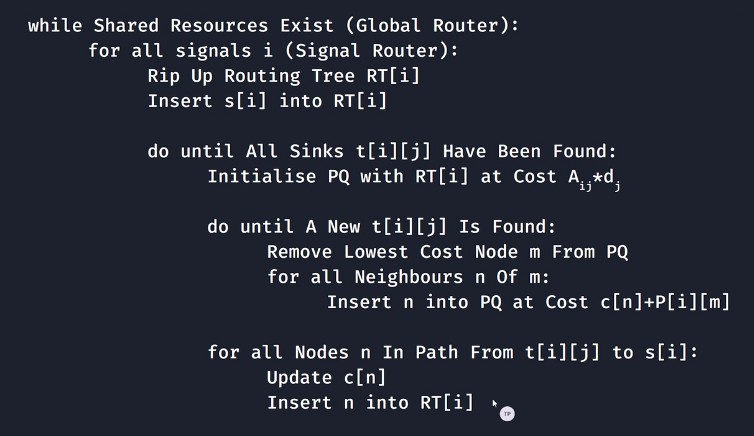 while Shared Resources Exist (Global Router):
for all signals i (Signal Router):
Rip Up Routing Tree RT[i]
Insert s[i] into RT[i]
do until All Sinks t[i][j] Have Been Found:
Initialise PQ with RT[i] at Cost Aij*dj
do until A New t[i][j] Is Found:
Remove Lowest Cost Node m From PQ
for all Neighbours n Of m:
Insert n into PQ at Cost c[n]+P[i][m]
for all Nodes n In Path From t[i][j] to s[i]:
Update c[n]
Insert n into RT[i]
TP